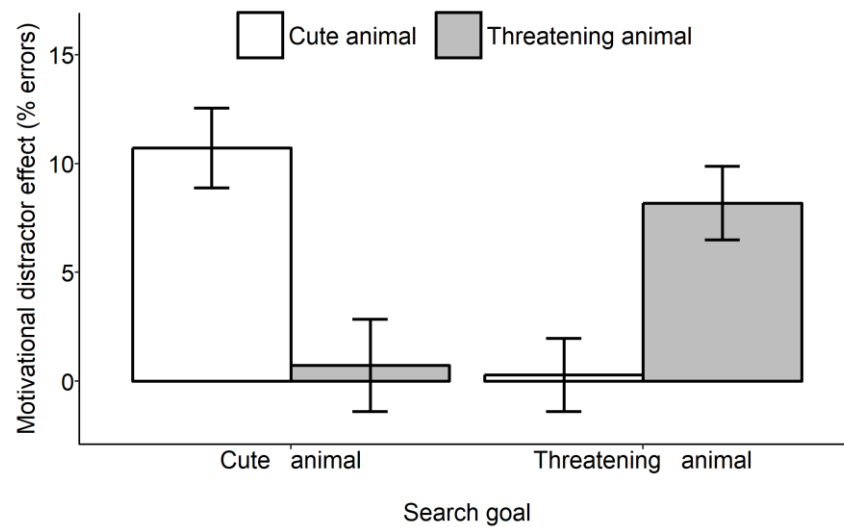 Cute animal Threatening animal
Motivational distractor effect (% errors)
15
10
5
0
Cute animal Threatening animal
Search goal